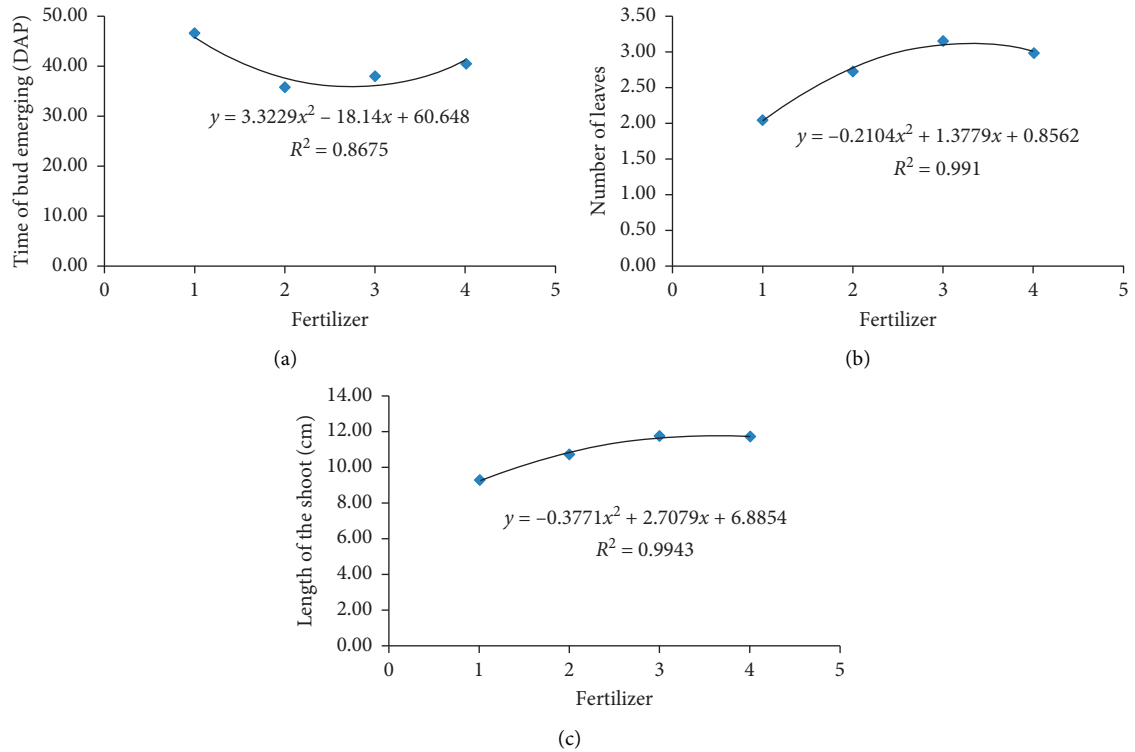 Time of bud emerging (DAP)
50.00
40.00
30.00
20.00
10.00
0.00
y = 3.3229x² – 18.14x + 60.648
R² = 0.8675
0 1 2 3 4 5
Fertilizer
(a)
Number of leaves
3.50
3.00
2.50
2.00
1.50
1.00
0.50
0.00
y = –0.2104x² + 1.3779x + 0.8562
R² = 0.991
0 1 2 3 4 5
Fertilizer
(b)
Length of the shoot (cm)
14.00
12.00
10.00
8.00
6.00
4.00
2.00
0.00
y = –0.3771x² + 2.7079x + 6.8854
R² = 0.9943
0 1 2 3 4 5
Fertilizer
(c)